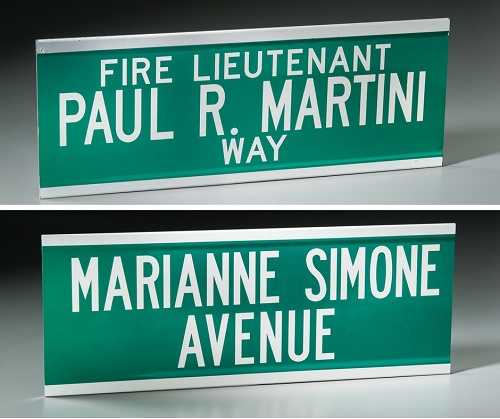 FIRE LIEUTENANT
PAUL R. MARTINI
WAY
MARIANNE SIMONE
AVENUE